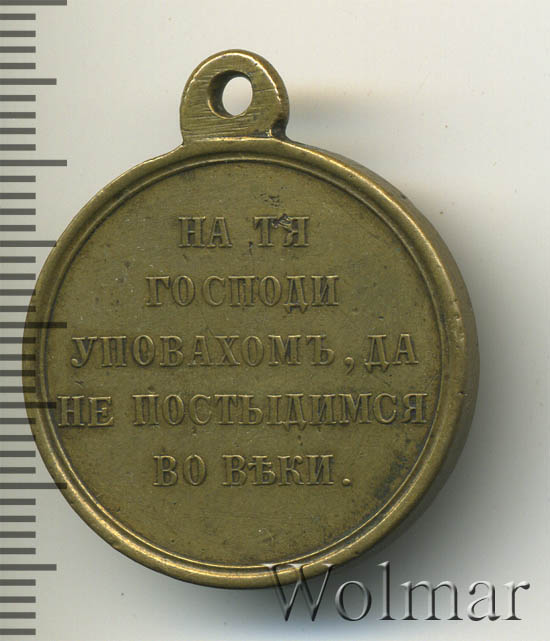 НА ТЯ
ГОСПОДИ
УПОВАХОМЪ, ДА
НЕ ПОСТЫДИМСЯ
ВО ВѢКИ.
Wolmar